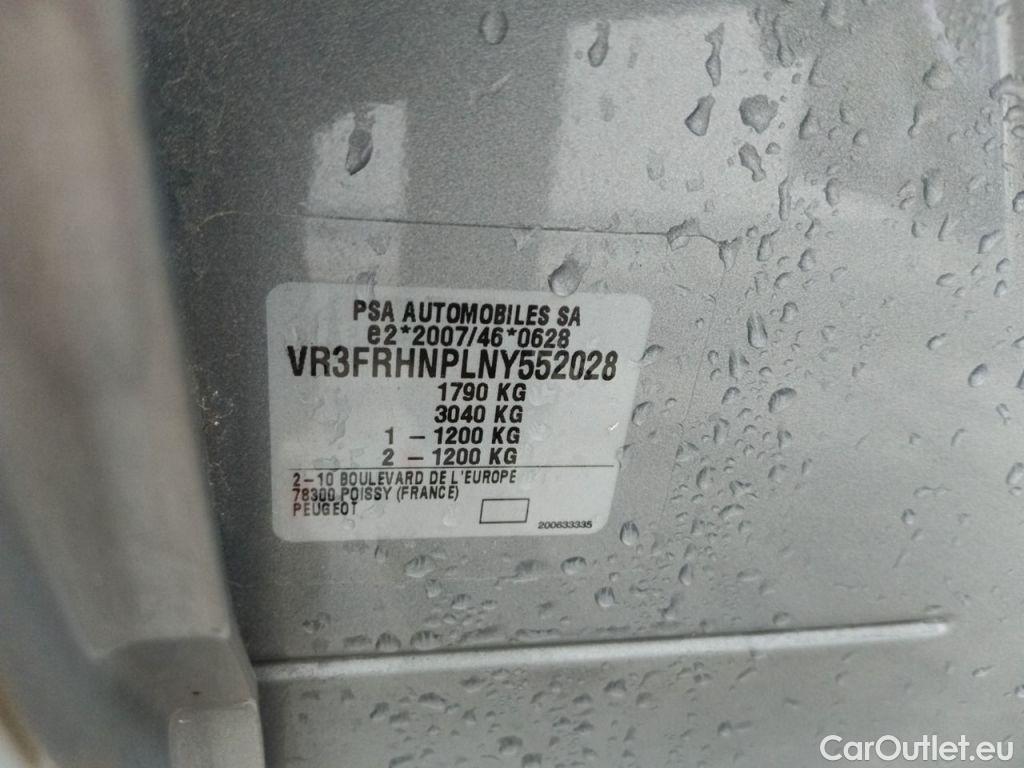 PSA AUTOMOBILES SA
e2*2007/46*0628
VR3FRHNPLNY552028
1790 KG
3040 KG
1 – 1200 KG
2 – 1200 KG
2–10 BOULEVARD DE L'EUROPE
78300 POISSY (FRANCE)
PEUGEOT
200633335
CarOutlet.eu